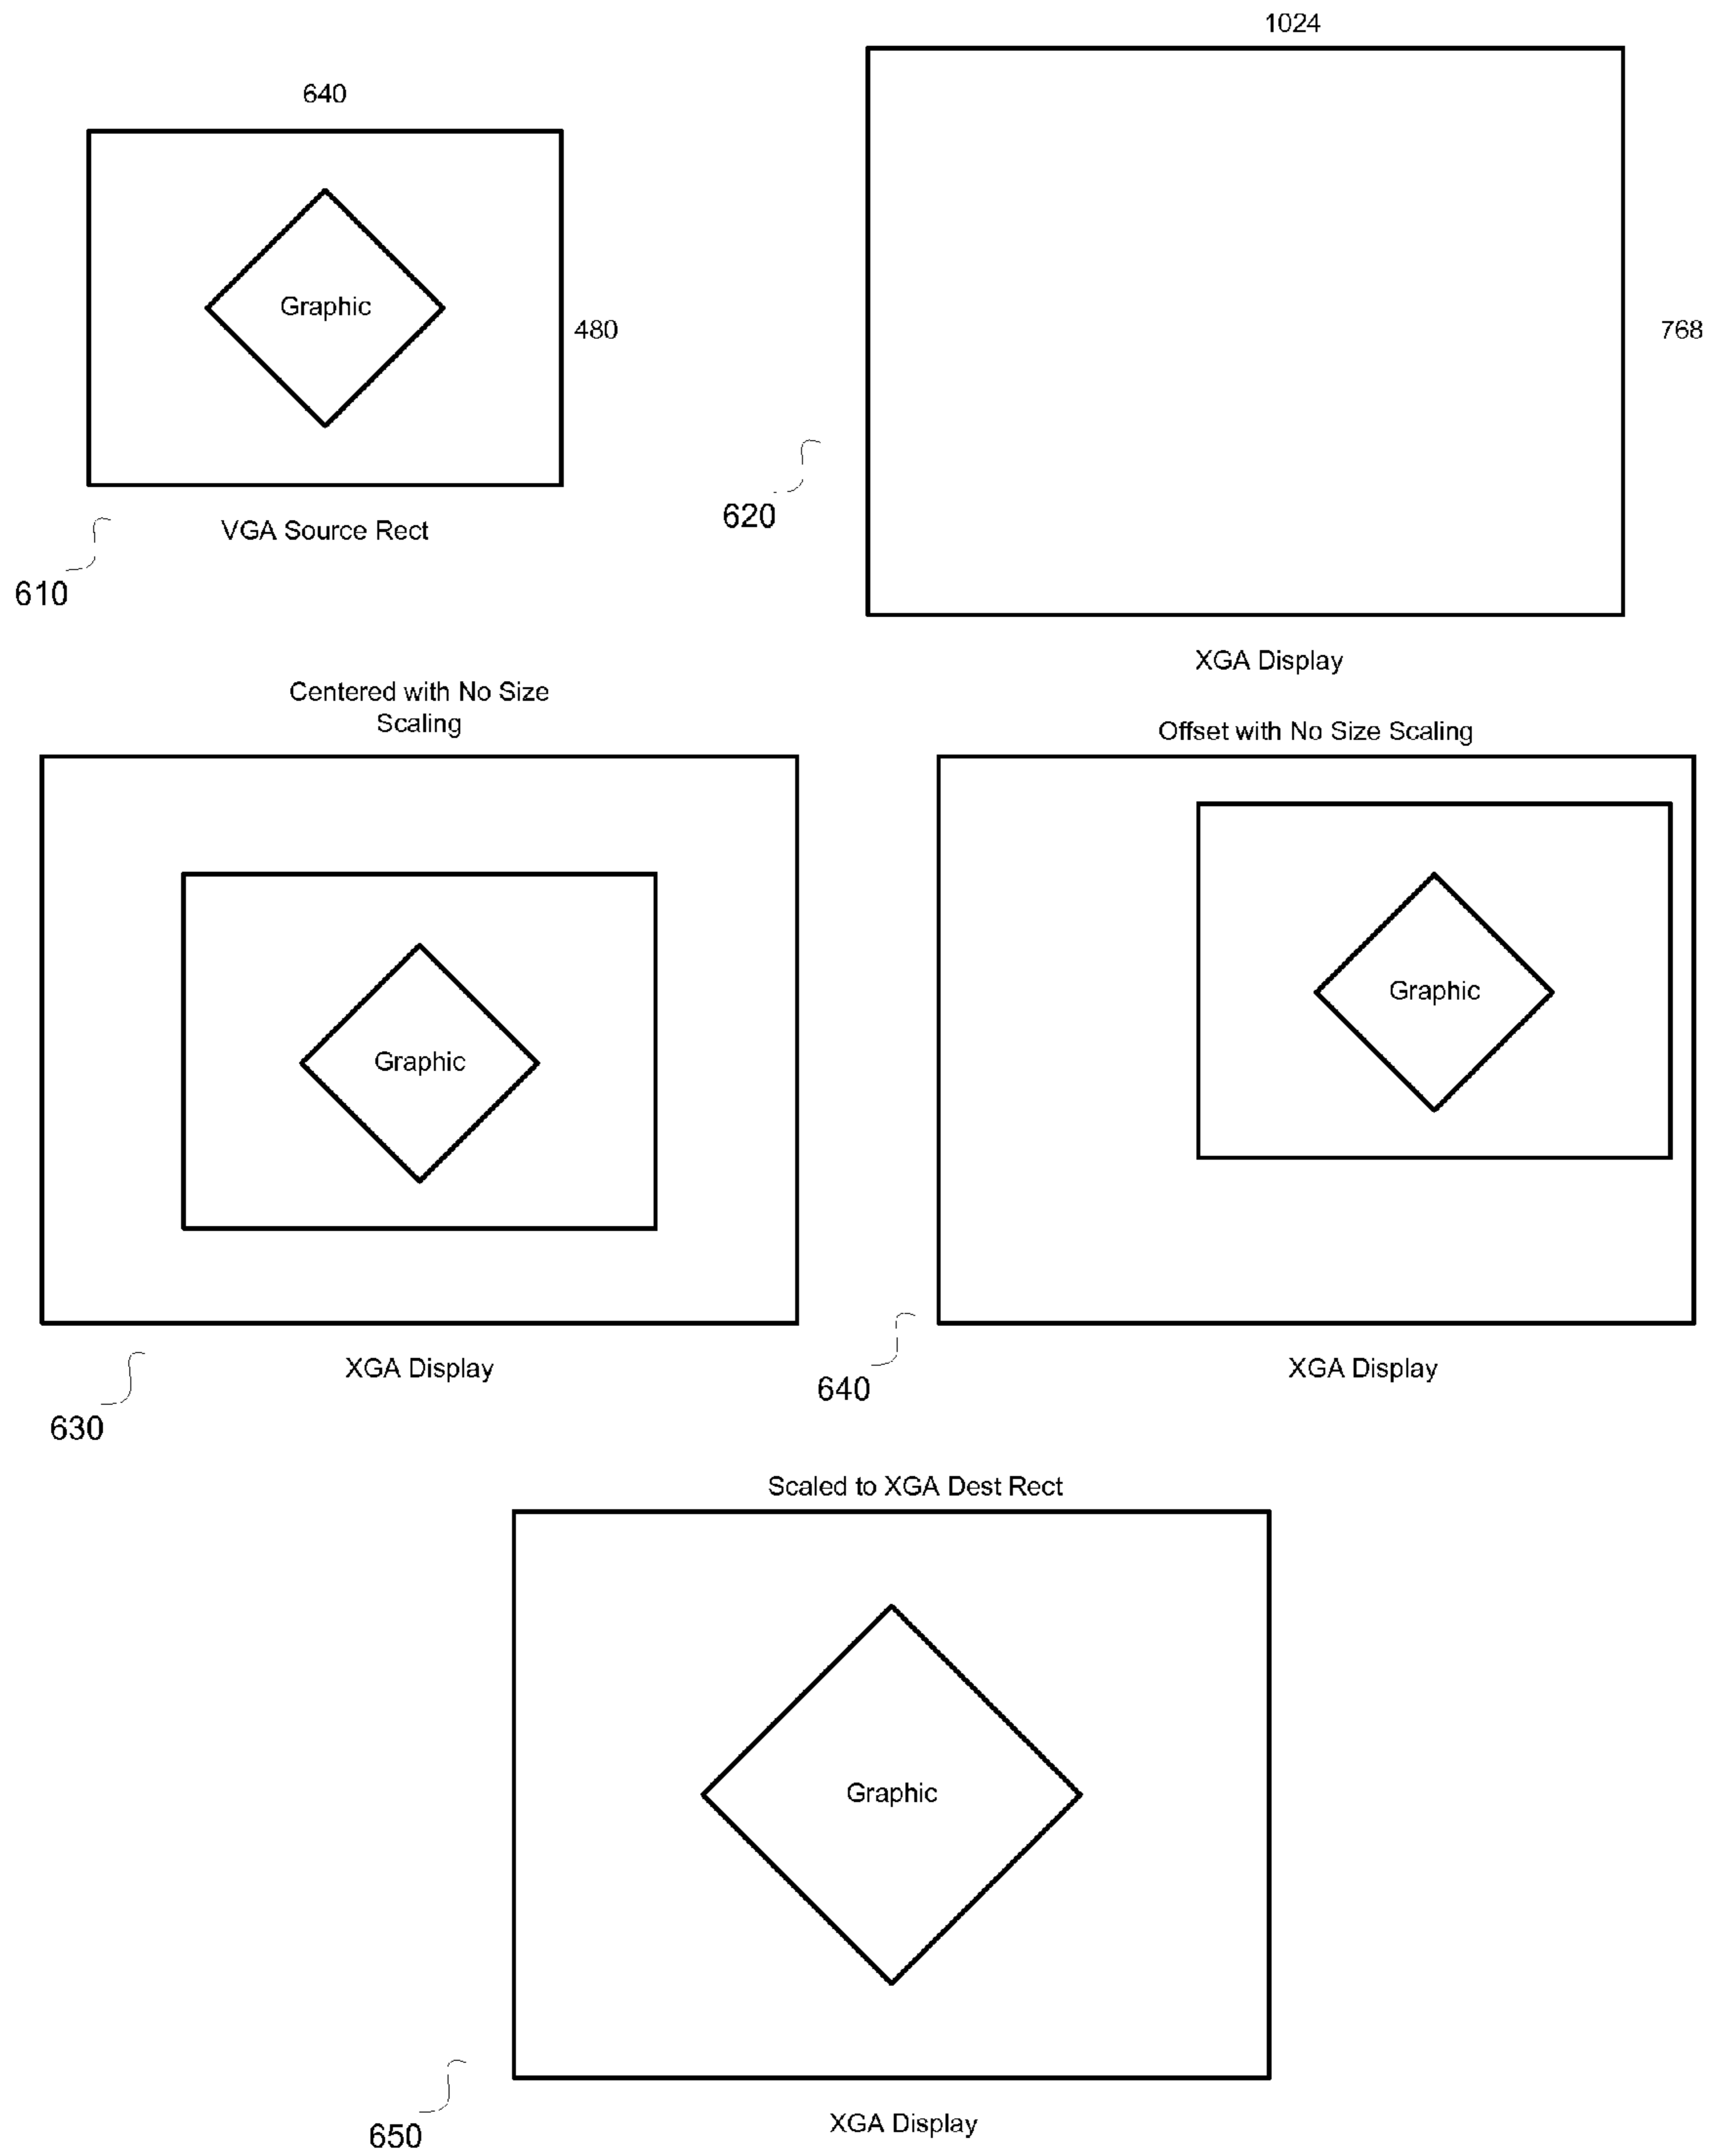 1024
640
Graphic
480
768
620
VGA Source Rect
610
XGA Display
Centered with No Size
Scaling
Offset with No Size Scaling
Graphic
Graphic
XGA Display
XGA Display
640
630
Scaled to XGA Dest Rect
Graphic
XGA Display
650